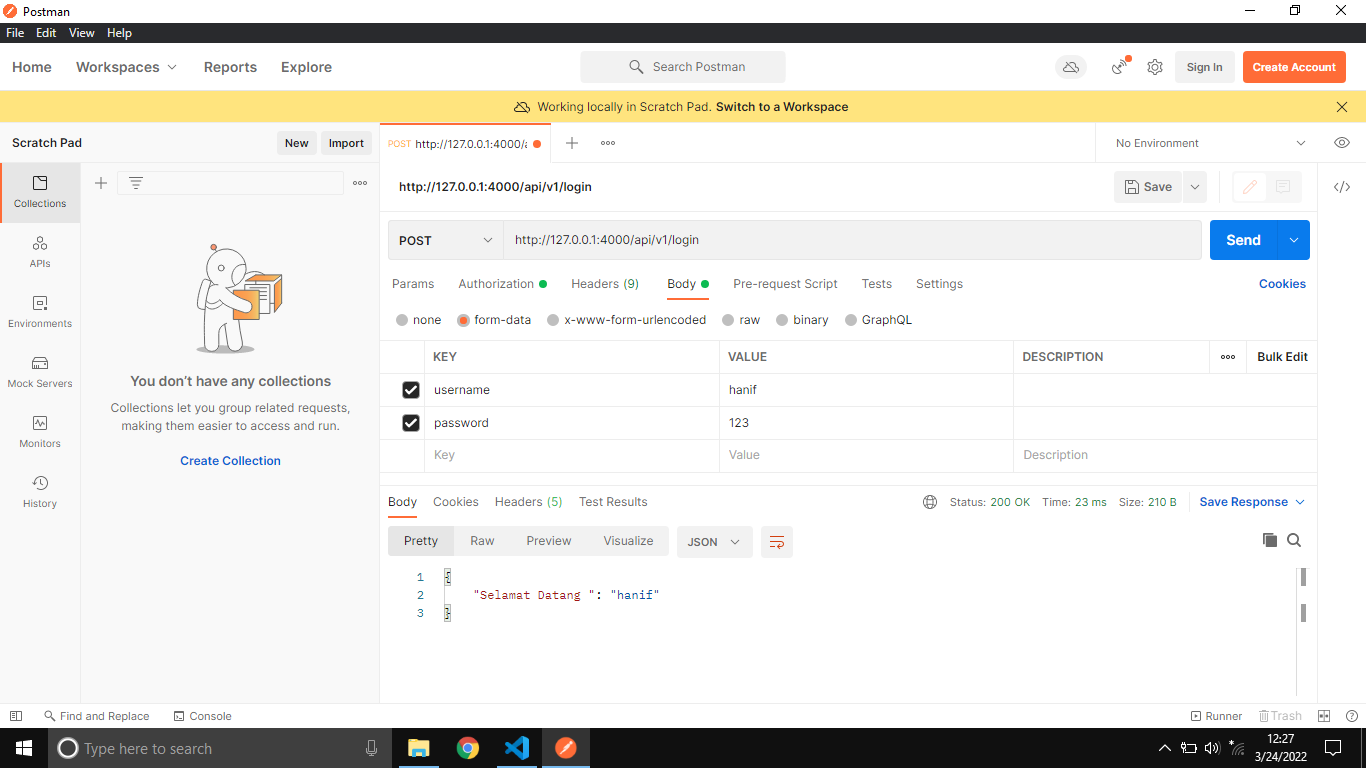 Postman
File Edit View Help
Home Workspaces Reports Explore Search Postman Sign In Create Account
Working locally in Scratch Pad. Switch to a Workspace
Scratch Pad New Import POST http://127.0.0.1:4000/a No Environment
http://127.0.0.1:4000/api/v1/login Save
Collections
APIs
Environments
Mock Servers
Monitors
History
You don't have any collections
Collections let you group related requests,
making them easier to access and run.
Create Collection
POST http://127.0.0.1:4000/api/v1/login Send
Params Authorization Headers (9) Body Pre-request Script Tests Settings Cookies
none form-data x-www-form-urlencoded raw binary GraphQL
KEY VALUE DESCRIPTION Bulk Edit
username hanif
password 123
Key Value Description
Body Cookies Headers (5) Test Results Status: 200 OK Time: 23 ms Size: 210 B Save Response
Pretty Raw Preview Visualize JSON
1 {
2 "Selamat Datang ": "hanif"
3 }
Find and Replace Console Runner Trash
Type here to search 12:27
3/24/2022